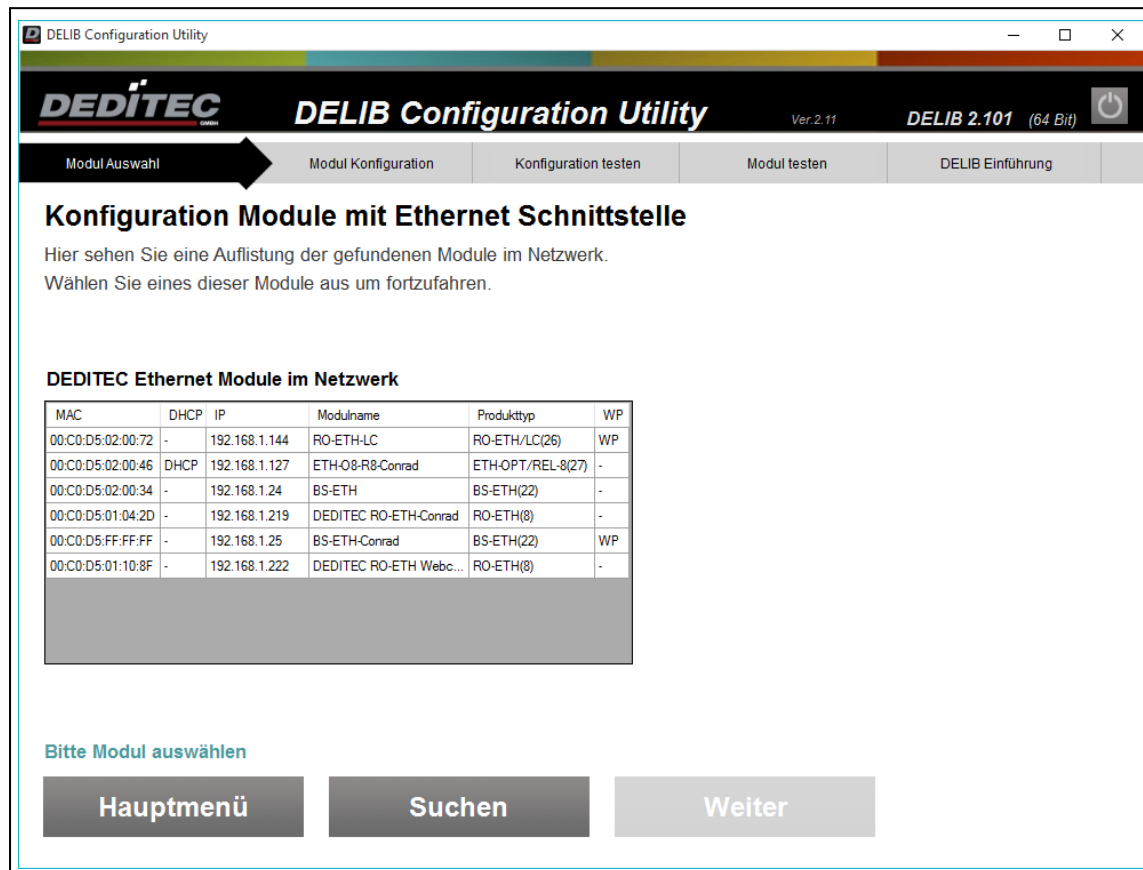 DELIB Configuration Utility
DEDITEC GMBH DELIB Configuration Utility Ver.2.11 DELIB 2.101 (64 Bit)
Modul Auswahl Modul Konfiguration Konfiguration testen Modul testen DELIB Einführung
Konfiguration Module mit Ethernet Schnittstelle
Hier sehen Sie eine Auflistung der gefundenen Module im Netzwerk.
Wählen Sie eines dieser Module aus um fortzufahren.
DEDITEC Ethernet Module im Netzwerk
MAC DHCP IP Modulname Produkttyp WP
00:C0:D5:02:00:72 - 192.168.1.144 RO-ETH-LC RO-ETH/LC(26) WP
00:C0:D5:02:00:46 DHCP 192.168.1.127 ETH-O8-R8-Conrad ETH-OPT/REL-8(27) -
00:C0:D5:02:00:34 - 192.168.1.24 BS-ETH BS-ETH(22) -
00:C0:D5:01:04:2D - 192.168.1.219 DEDITEC RO-ETH-Conrad RO-ETH(8) -
00:C0:D5:FF:FF:FF - 192.168.1.25 BS-ETH-Conrad BS-ETH(22) WP
00:C0:D5:01:10:8F - 192.168.1.222 DEDITEC RO-ETH Webc... RO-ETH(8) -
Bitte Modul auswählen
Hauptmenü Suchen Weiter